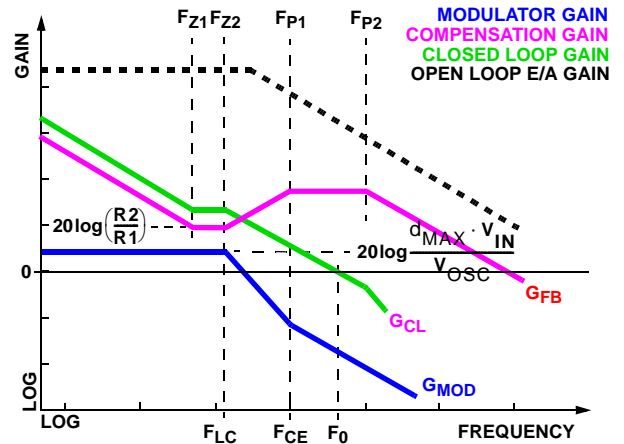 F_Z1 F_Z2 F_P1 F_P2
MODULATOR GAIN
COMPENSATION GAIN
CLOSED LOOP GAIN
OPEN LOOP E/A GAIN
GAIN
20log(R2/R1)
20log d_MAX · V_IN / V_OSC
0
G_FB
G_CL
G_MOD
LOG
LOG
F_LC F_CE F_0
FREQUENCY